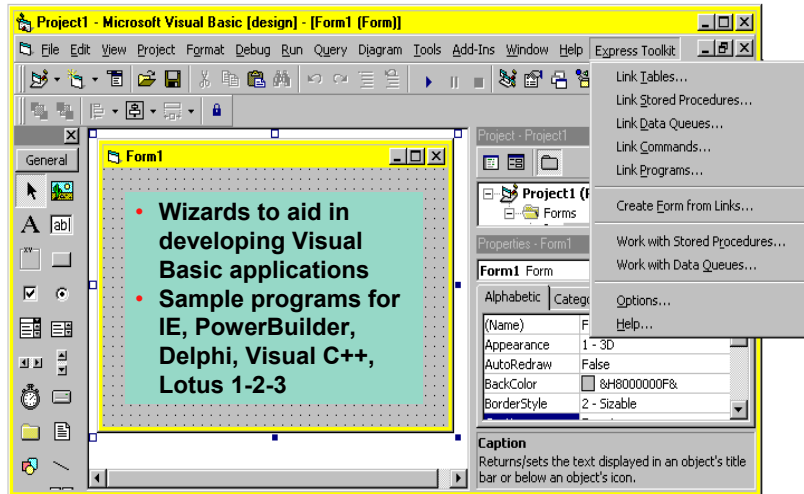 Project1 - Microsoft Visual Basic [design] - [Form1 (Form)]
File Edit View Project Format Debug Run Query Diagram Tools Add-Ins Window Help Express Toolkit
Link Tables...
Link Stored Procedures...
Link Data Queues...
Link Commands...
Link Programs...
Create Form from Links...
Work with Stored Procedures...
Work with Data Queues...
Options...
Help...
General
A
ab|
XY
Form1
• Wizards to aid in
developing Visual
Basic applications
• Sample programs for
IE, PowerBuilder,
Delphi, Visual C++,
Lotus 1-2-3
Project - Project1
Project1
Forms
Properties - Form1
Form1 Form
Alphabetic
(Name)
Appearance 1 - 3D
AutoRedraw False
BackColor &H8000000F&
BorderStyle 2 - Sizable
Caption
Returns/sets the text displayed in an object's title
bar or below an object's icon.